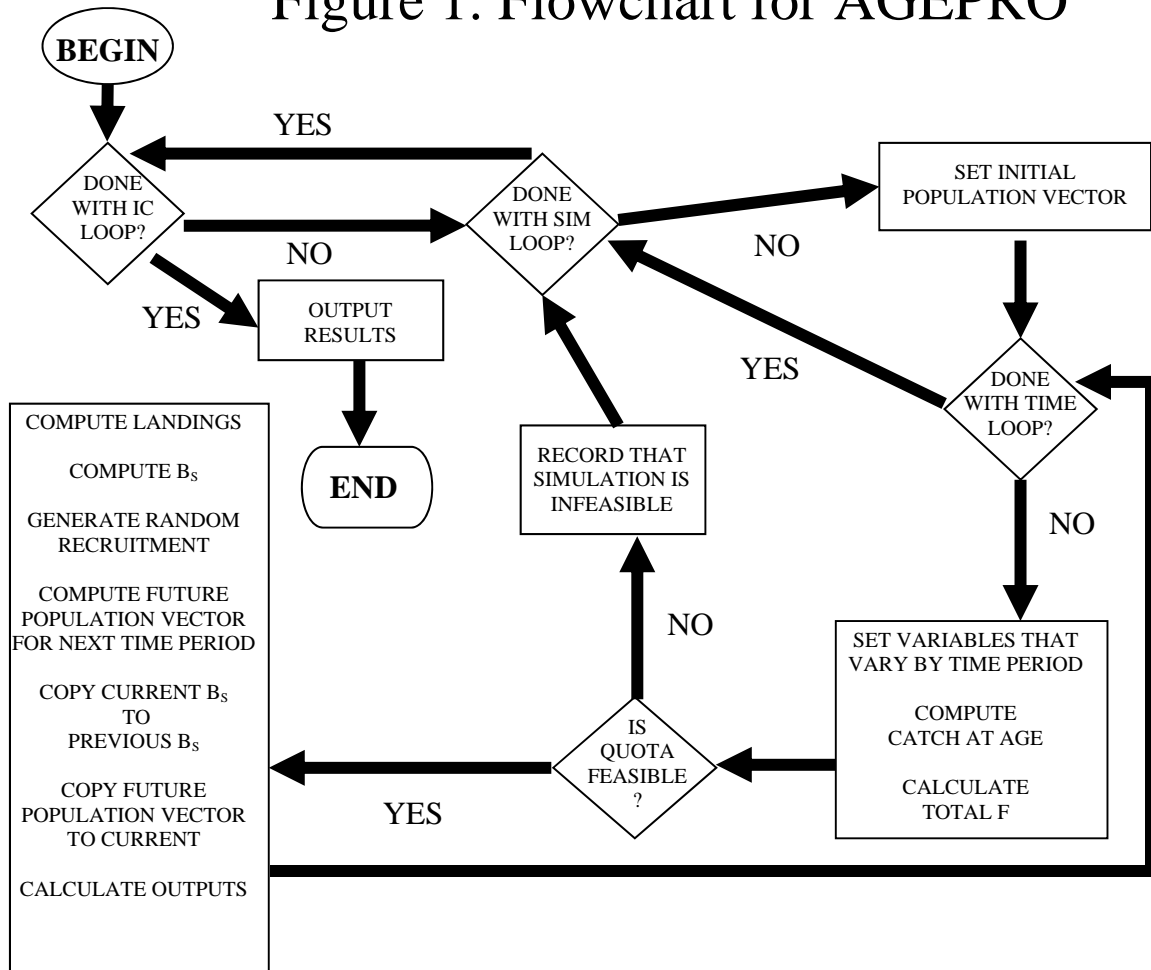 Figure 1. Flowchart for AGEPRO
BEGIN
YES
DONE
WITH IC
LOOP?
NO
YES
OUTPUT
RESULTS
END
DONE
WITH SIM
LOOP?
NO
SET INITIAL
POPULATION VECTOR
YES
DONE
WITH TIME
LOOP?
NO
RECORD THAT
SIMULATION IS
INFEASIBLE
NO
SET VARIABLES THAT
VARY BY TIME PERIOD
COMPUTE
CATCH AT AGE
CALCULATE
TOTAL F
IS
QUOTA
FEASIBLE
?
YES
COMPUTE LANDINGS
COMPUTE BS
GENERATE RANDOM
RECRUITMENT
COMPUTE FUTURE
POPULATION VECTOR
FOR NEXT TIME PERIOD
COPY CURRENT BS
TO
PREVIOUS BS
COPY FUTURE
POPULATION VECTOR
TO CURRENT
CALCULATE OUTPUTS